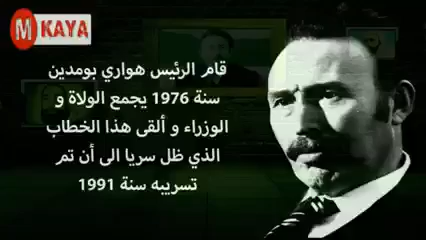 M KAYA
قام الرئيس هواري بومدين
سنة 1976 يجمع الولاة و
الوزراء و ألقى هذا الخطاب
الذي ظل سريا الى أن تم
تسريبه سنة 1991